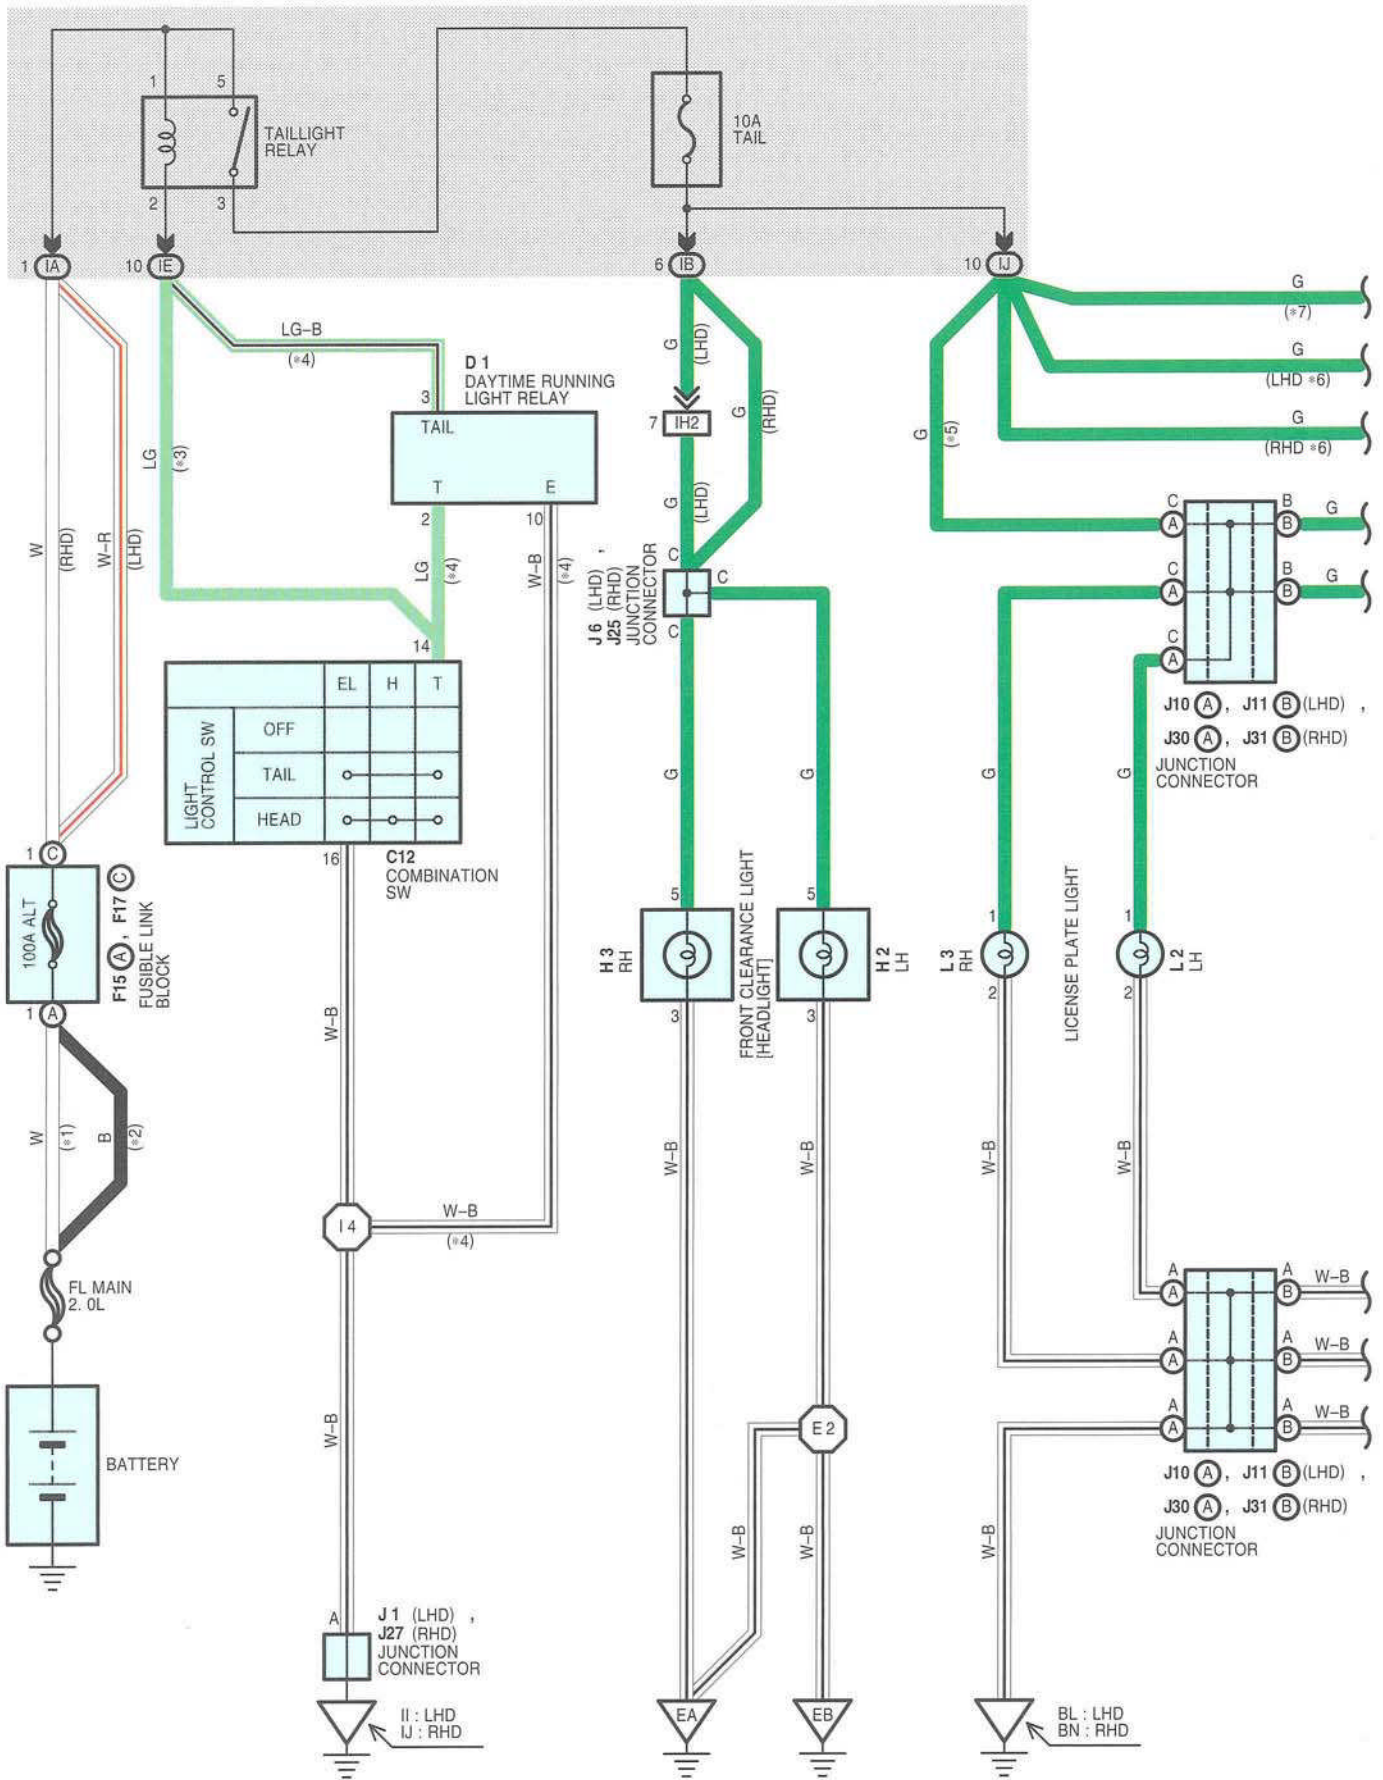 1 5
TAILLIGHT
RELAY
2 3
10A
TAIL
1 IA
10 IE
6 IB
10 IJ
LG-B
(*4)
D 1
DAYTIME RUNNING
LIGHT RELAY
3
TAIL
T E
2 10
LG
(*3)
LG
(*4)
W-B
(*4)
W
(RHD)
W-R
(LHD)
G
(LHD)
7 IH2
G
(RHD)
G
(LHD)
C
C
C
J 6 (LHD) ,
J25 (RHD)
JUNCTION
CONNECTOR
G
(*7)
G
(LHD *6)
G
(RHD *6)
G
(*5)
C A B B G
C A B B G
C A
J10 A , J11 B (LHD) ,
J30 A , J31 B (RHD)
JUNCTION
CONNECTOR
14
EL H T
LIGHT
CONTROL SW
OFF
TAIL
HEAD
16
C12
COMBINATION
SW
1 C
100A ALT
F15 A , F17 C
FUSIBLE LINK
BLOCK
1 A
W
(*1)
B
(*2)
FL MAIN
2. 0L
BATTERY
W-B
I 4
W-B
(*4)
W-B
A
J 1 (LHD) ,
J27 (RHD)
JUNCTION
CONNECTOR
II : LHD
IJ : RHD
G
G
5
5
H 3
RH
FRONT CLEARANCE LIGHT
[HEADLIGHT]
H 2
LH
3
3
W-B
W-B
E 2
W-B
W-B
EA
EB
G
G
1
1
L 3
RH
LICENSE PLATE LIGHT
L 2
LH
2
2
W-B
W-B
A A A B W-B
A A A B W-B
A A A B W-B
J10 A , J11 B (LHD) ,
J30 A , J31 B (RHD)
JUNCTION
CONNECTOR
W-B
BL : LHD
BN : RHD